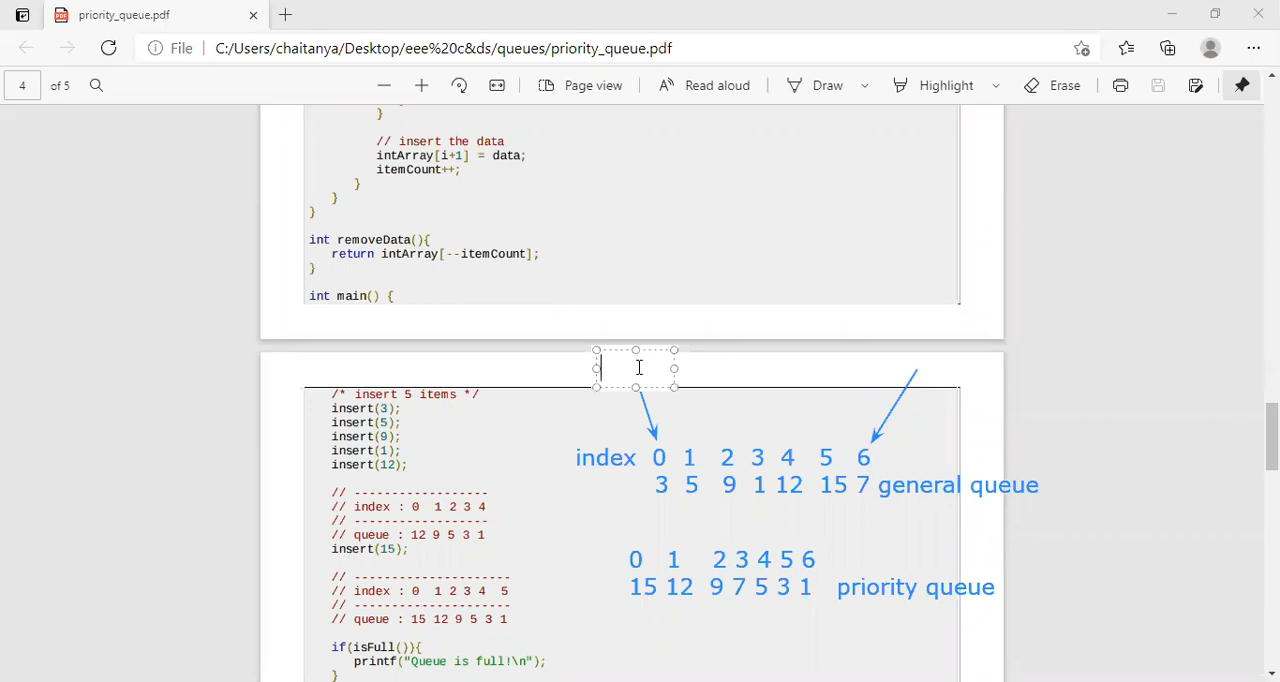 priority_queue.pdf
File C:/Users/chaitanya/Desktop/eee%20c&ds/queues/priority_queue.pdf
4 of 5 Page view Read aloud Draw Highlight Erase
}
// insert the data
intArray[i+1] = data;
itemCount++;
}
}
}
int removeData(){
return intArray[--itemCount];
}
int main() {
/* insert 5 items */
insert(3);
insert(5);
insert(9);
insert(1);
insert(12);
// ------------------
// index : 0 1 2 3 4
// ------------------
// queue : 12 9 5 3 1
insert(15);
// ---------------------
// index : 0 1 2 3 4 5
// ---------------------
// queue : 15 12 9 5 3 1
if(isFull()){
printf("Queue is full!\n");
}
index 0 1 2 3 4 5 6
3 5 9 1 12 15 7 general queue
0 1 2 3 4 5 6
15 12 9 7 5 3 1 priority queue